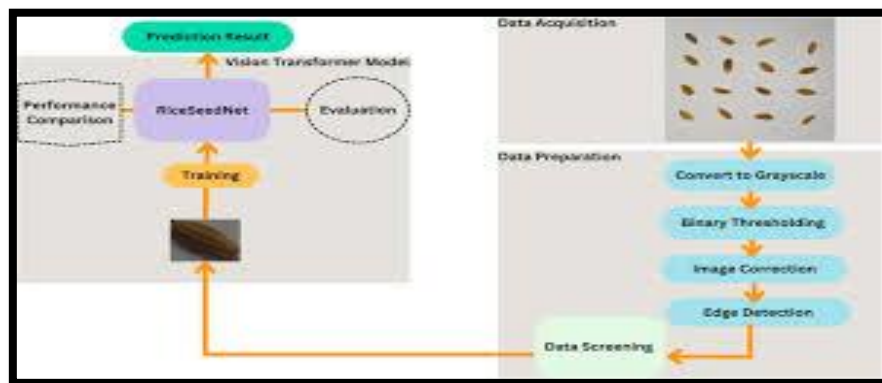 Prediction Result
Vision Transformer Model
Performance
Comparison
RiceSeedNet
Evaluation
Training
Data Acquisition
Data Preparation
Convert to Grayscale
Binary Thresholding
Image Correction
Edge Detection
Data Screening